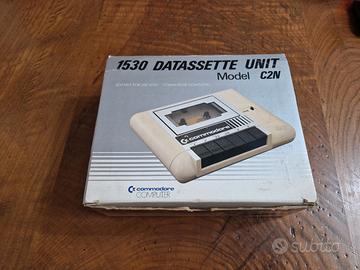 1530 DATASSETTE UNIT
Model C2N
commodore
commodore
COMPUTER
subito